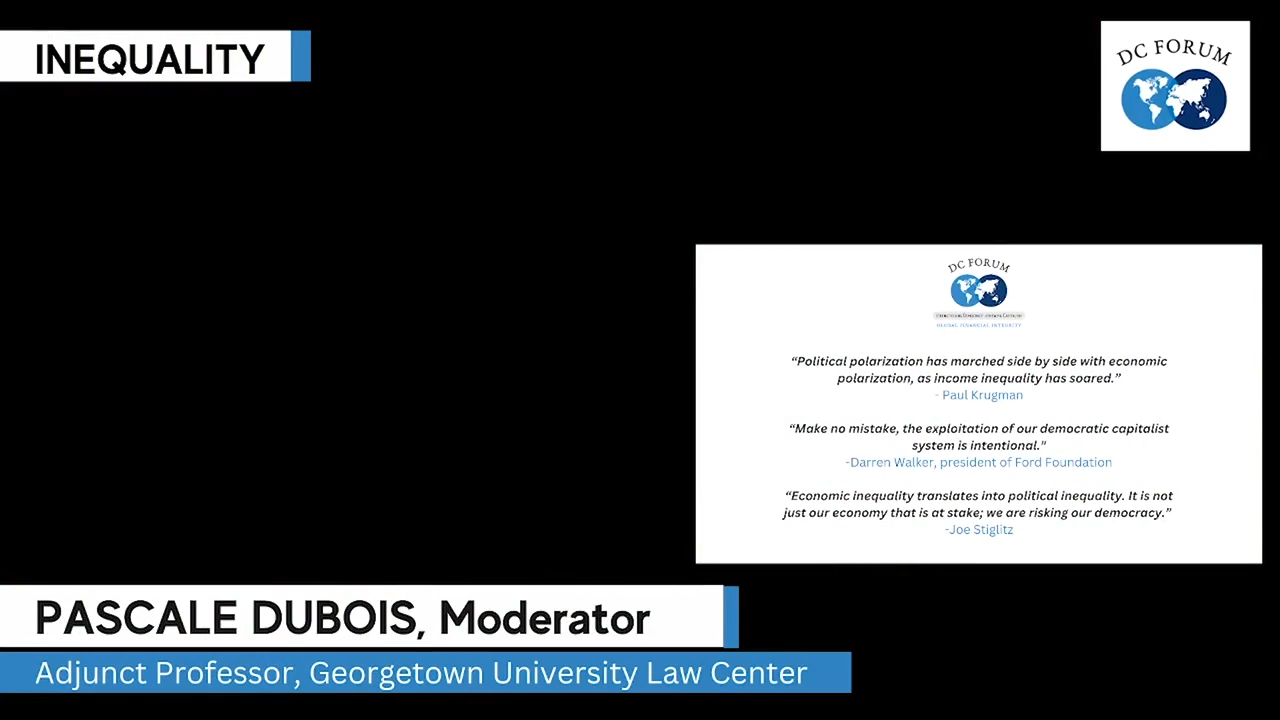 INEQUALITY
DC FORUM
DC FORUM
GLOBAL FINANCIAL INTEGRITY
“Political polarization has marched side by side with economic
polarization, as income inequality has soared.”
- Paul Krugman
“Make no mistake, the exploitation of our democratic capitalist
system is intentional."
-Darren Walker, president of Ford Foundation
“Economic inequality translates into political inequality. It is not
just our economy that is at stake; we are risking our democracy.”
-Joe Stiglitz
PASCALE DUBOIS, Moderator
Adjunct Professor, Georgetown University Law Center